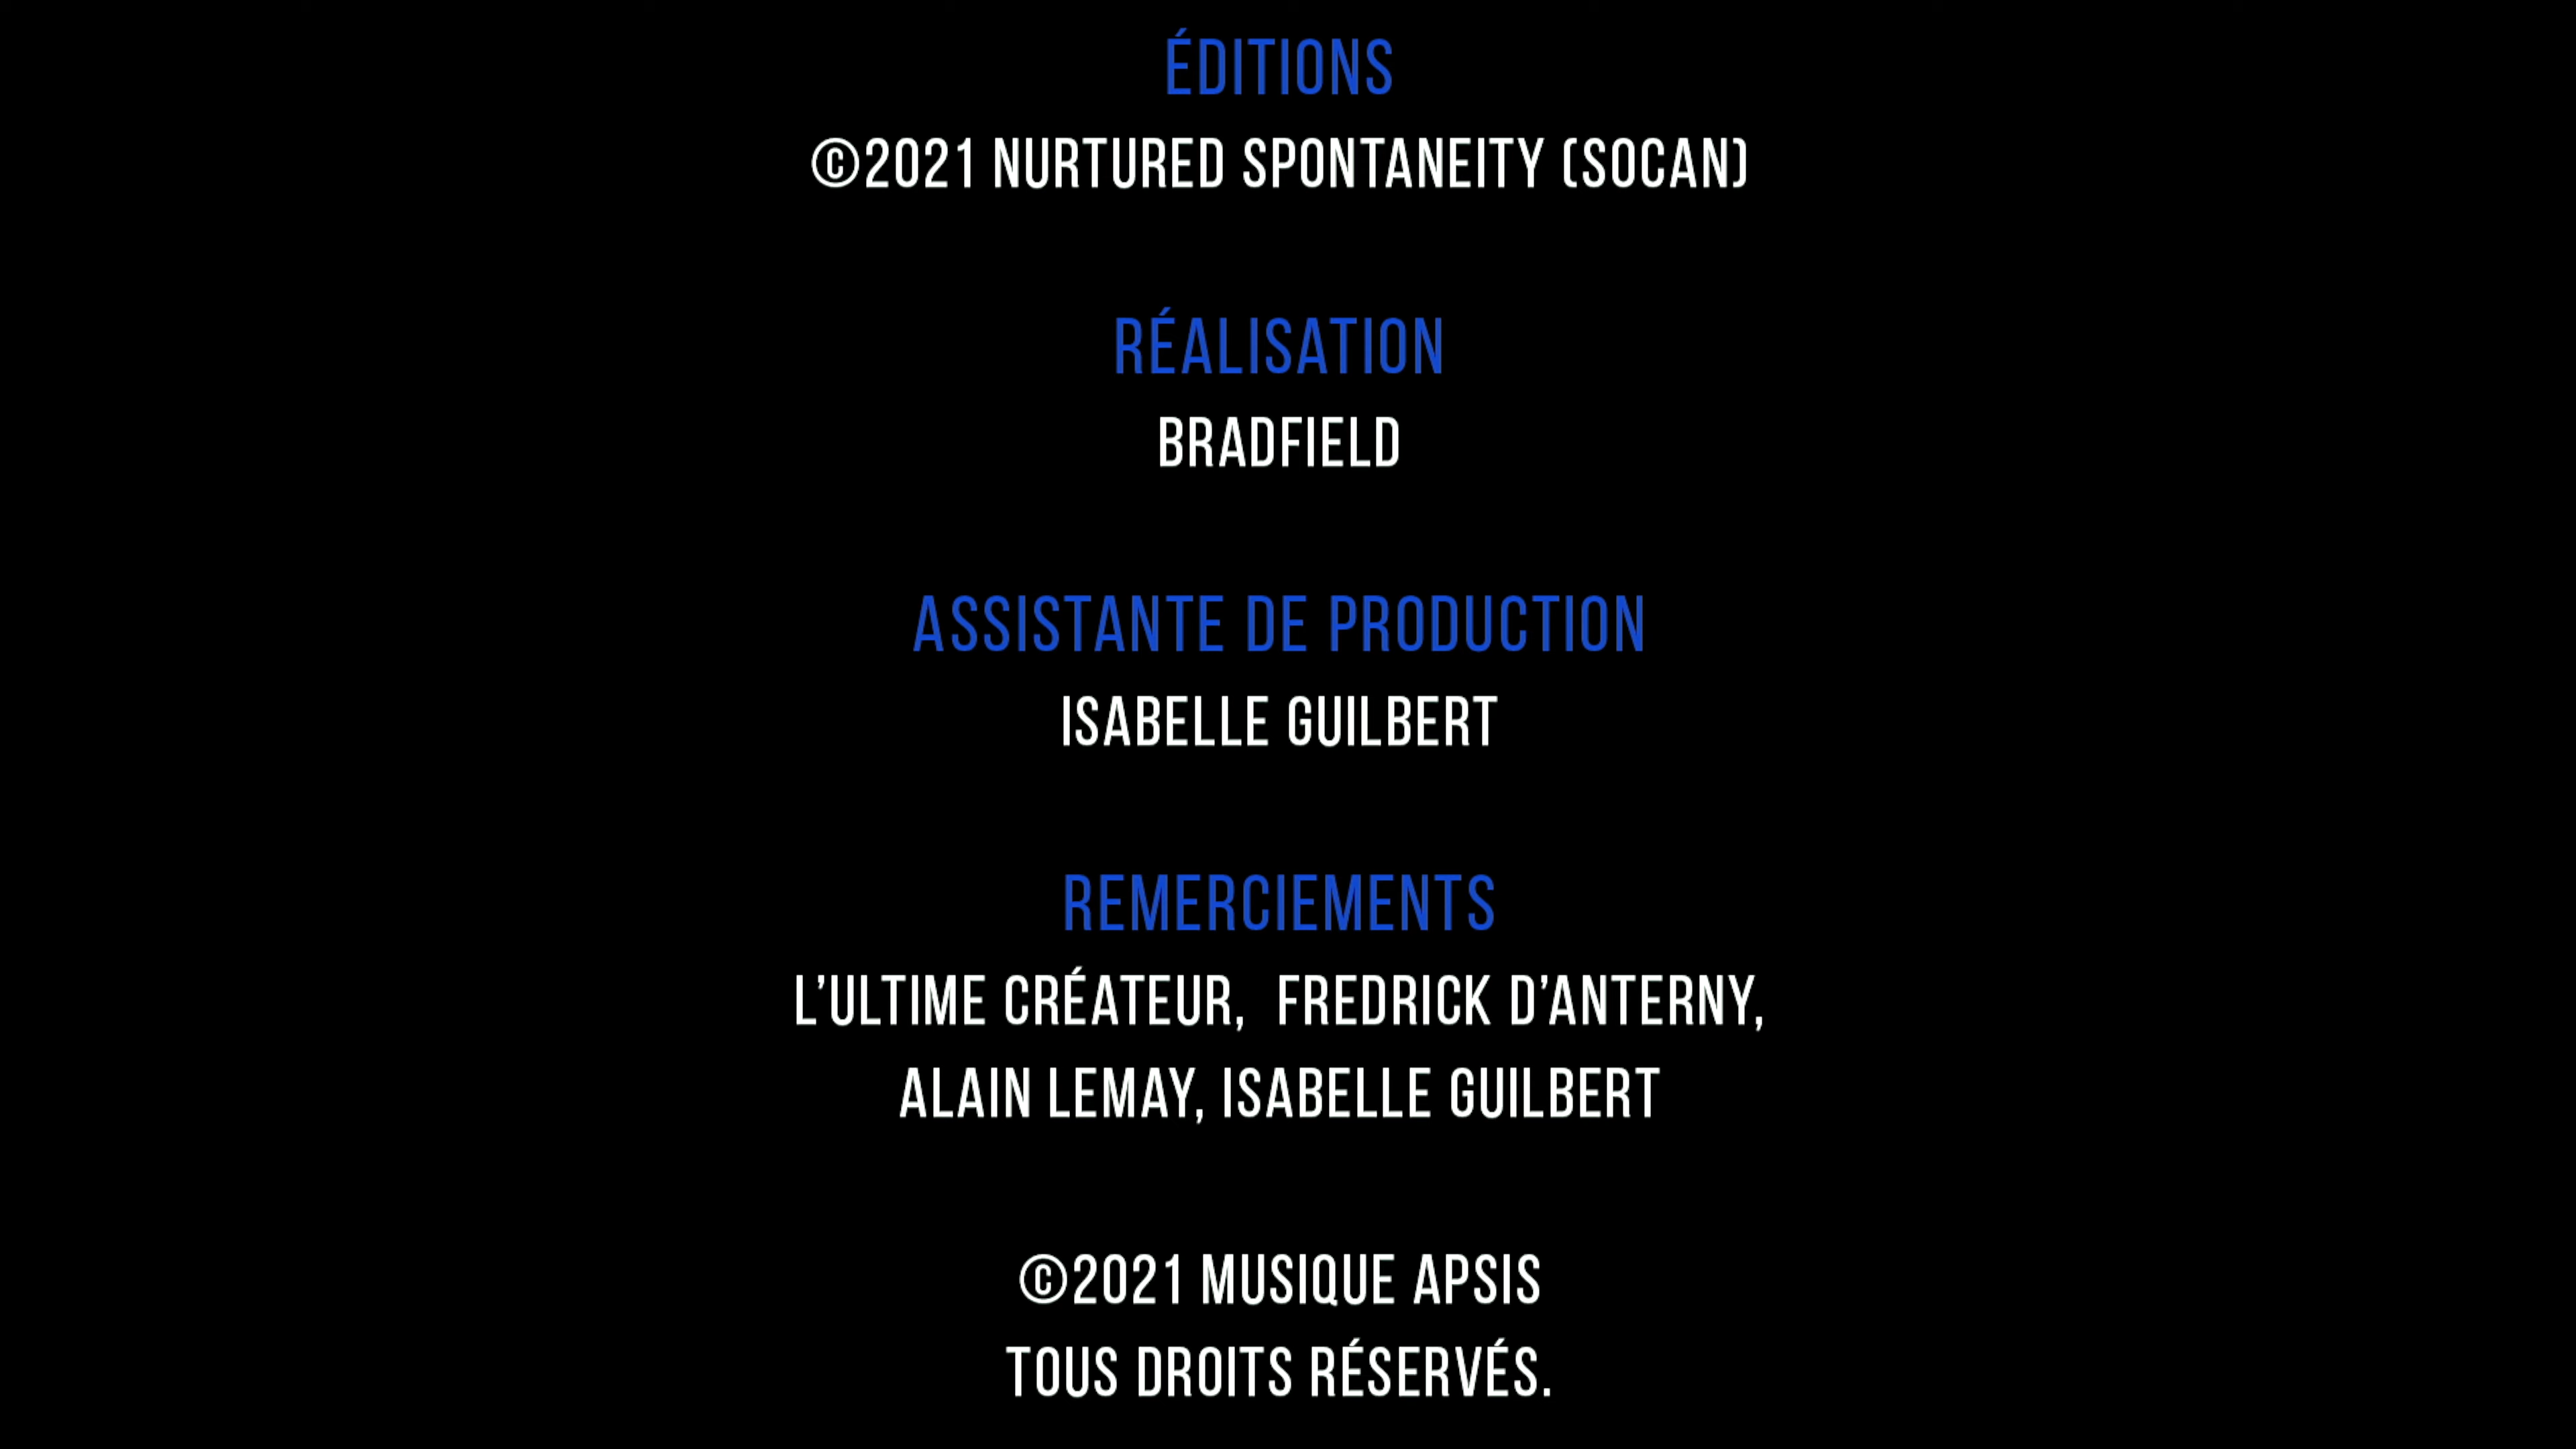 ÉDITIONS
©2021 NURTURED SPONTANEITY (SOCAN)
RÉALISATION
BRADFIELD
ASSISTANTE DE PRODUCTION
ISABELLE GUILBERT
REMERCIEMENTS
L’ULTIME CRÉATEUR,  FREDRICK D’ANTERNY,
ALAIN LEMAY, ISABELLE GUILBERT
©2021 MUSIQUE APSIS
TOUS DROITS RÉSERVÉS.